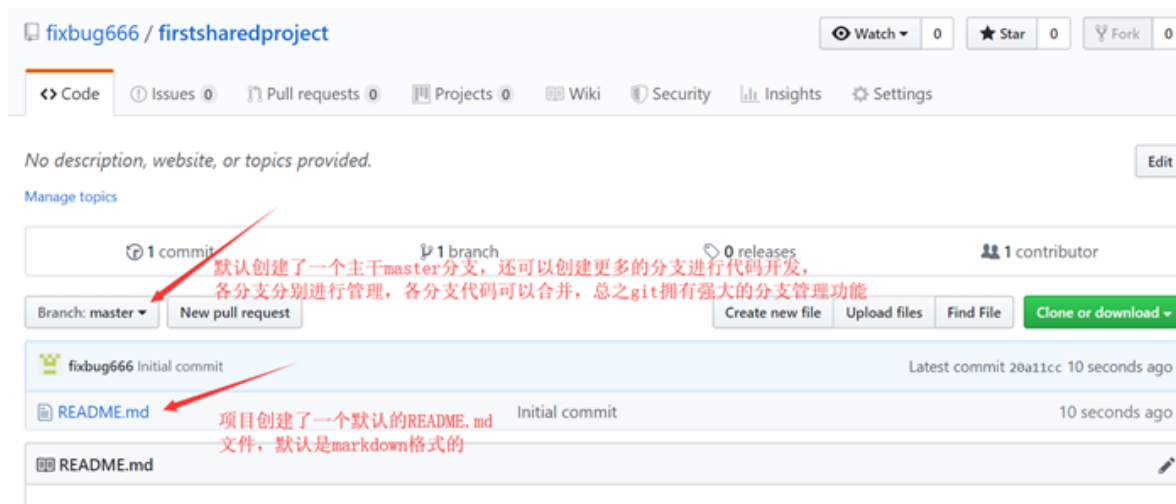 fixbug666 / firstsharedproject
Watch 0 Star 0 Fork 0
Code Issues 0 Pull requests 0 Projects 0 Wiki Security Insights Settings
No description, website, or topics provided.
Edit
Manage topics
1 commit 1 branch 0 releases 1 contributor
默认创建了一个主干master分支，还可以创建更多的分支进行代码开发，
各分支分别进行管理，各分支代码可以合并，总之git拥有强大的分支管理功能
Branch: master New pull request Create new file Upload files Find File Clone or download
fixbug666 Initial commit Latest commit 20a11cc 10 seconds ago
README.md Initial commit 10 seconds ago
项目创建了一个默认的README.md
文件，默认是markdown格式的
README.md